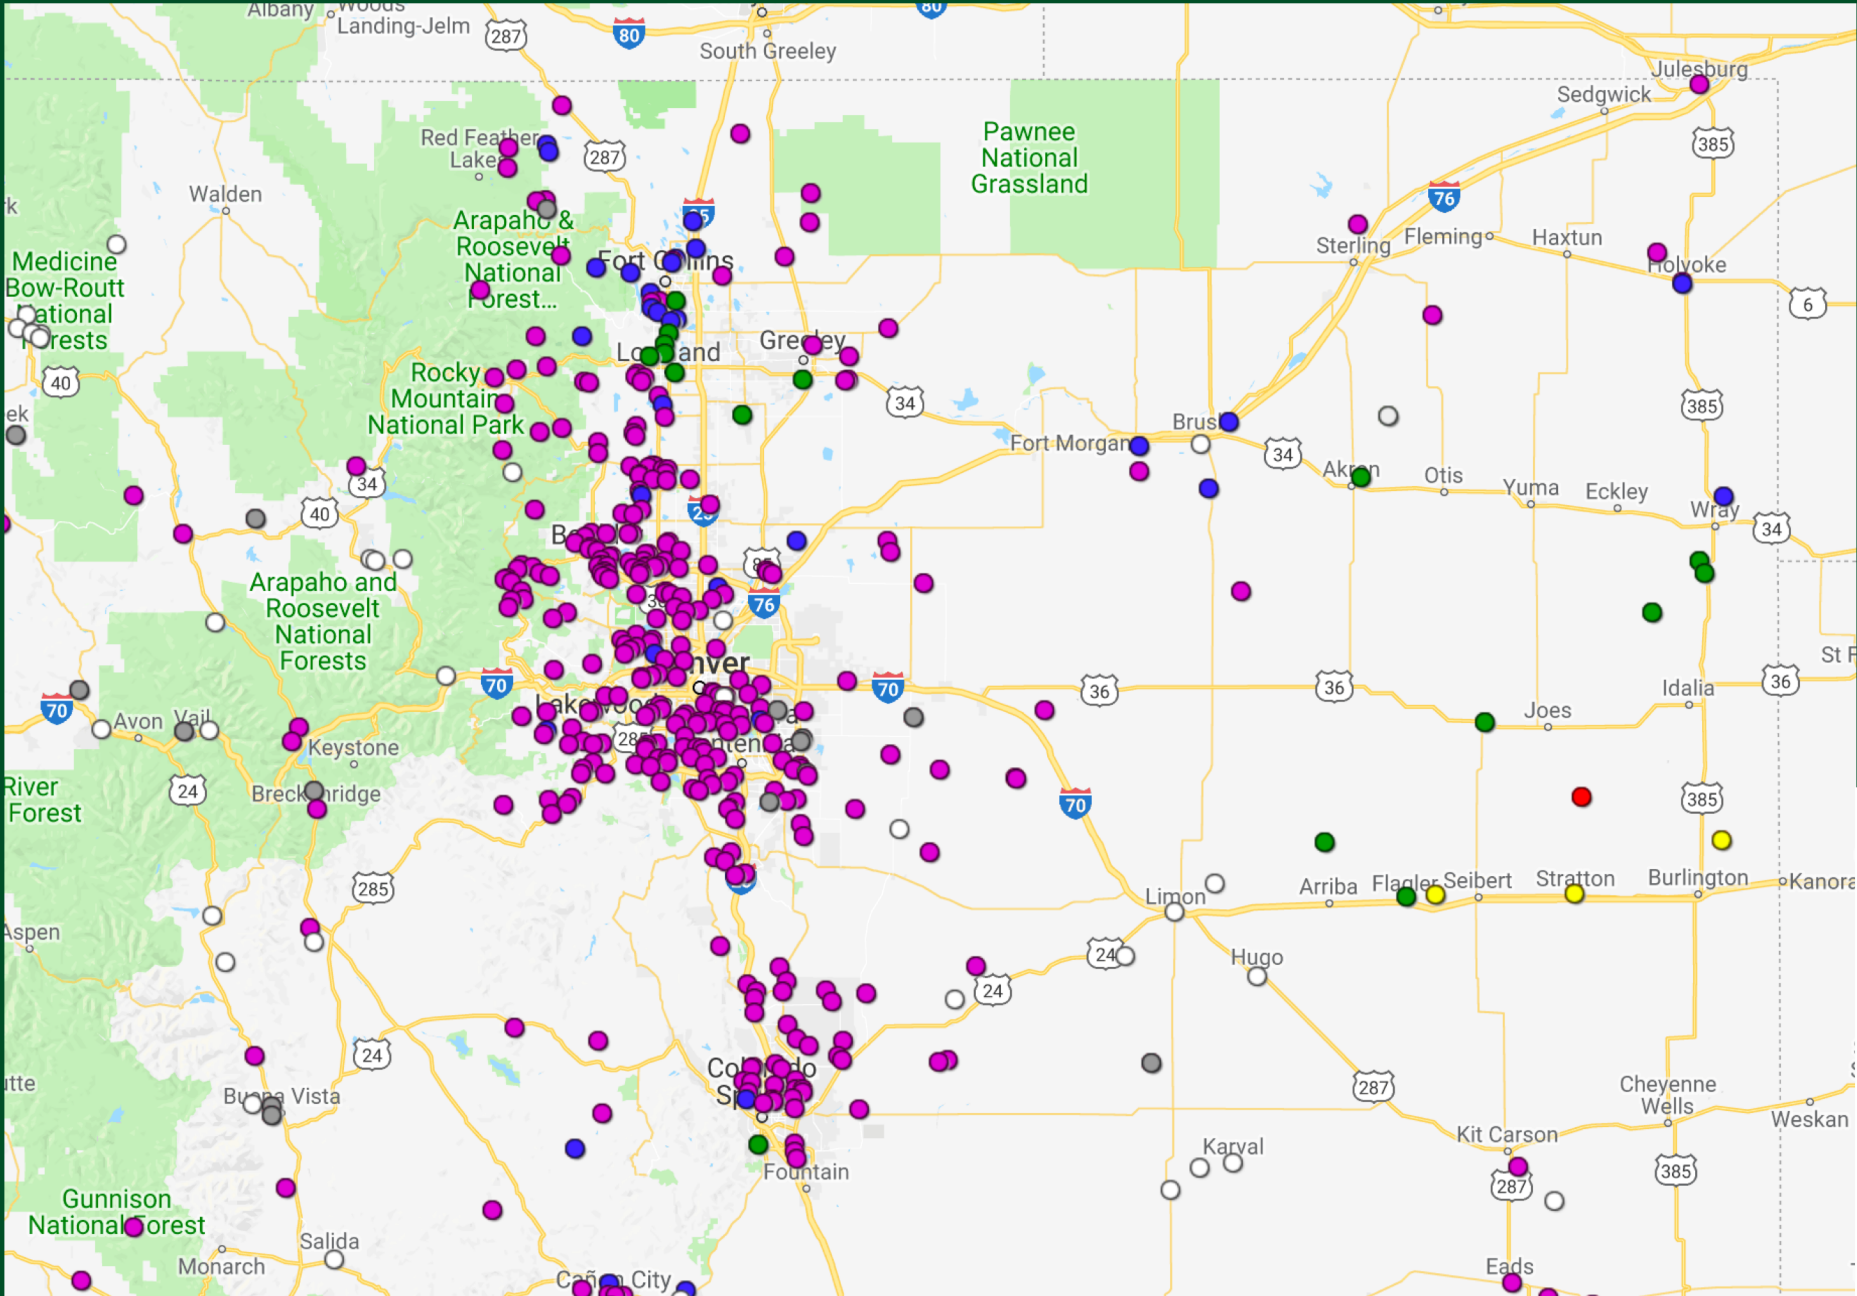 Albany
Woods
Landing-Jelm
287
80
80
South Greeley
Julesburg
Sedgwick
385
Red Feather
Lakes
287
Pawnee
National
Grassland
Walden
76
Arapaho &
Roosevelt
National
Forest...
Fort Collins
Sterling
Fleming
Haxtun
Holyoke
6
Medicine
Bow-Routt
National
Forests
40
Loveland
Greeley
Rocky
Mountain
National Park
34
385
Fort Morgan
Brush
34
Akron
Otis
Yuma
Eckley
Wray
34
34
40
25
85
76
Arapaho and
Roosevelt
National
Forests
St F
70
70
70
36
36
Idalia
36
Avon
Vail
Lakewood
Joes
285
Keystone
24
Breckenridge
River
Forest
70
385
285
Limon
Arriba
Flagler
Seibert
Stratton
Burlington
Kanora
Aspen
24
Hugo
24
24
Colorado
287
Cheyenne
Wells
Weskan
Buena Vista
Kit Carson
Karval
385
287
Fountain
Gunnison
National Forest
Salida
Monarch
Cañon City
Eads